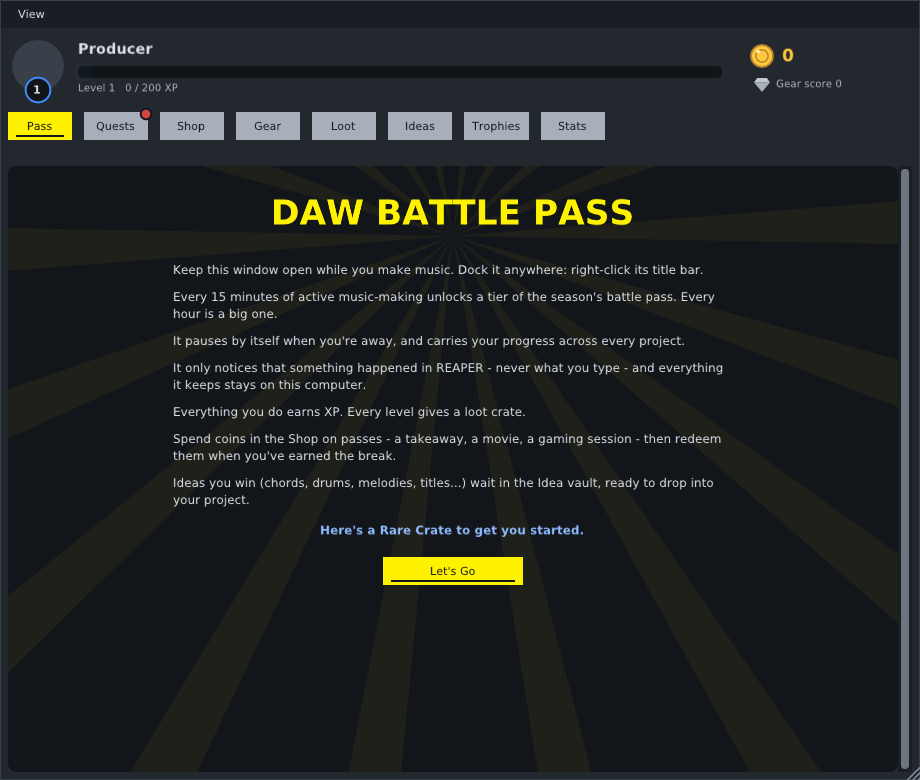 View
Producer
0
1
Level 1 0 / 200 XP
Gear score 0
Pass Quests Shop Gear Loot Ideas Trophies Stats
DAW BATTLE PASS
Keep this window open while you make music. Dock it anywhere: right-click its title bar.
Every 15 minutes of active music-making unlocks a tier of the season's battle pass. Every
hour is a big one.
It pauses by itself when you're away, and carries your progress across every project.
It only notices that something happened in REAPER - never what you type - and everything
it keeps stays on this computer.
Everything you do earns XP. Every level gives a loot crate.
Spend coins in the Shop on passes - a takeaway, a movie, a gaming session - then redeem
them when you've earned the break.
Ideas you win (chords, drums, melodies, titles...) wait in the Idea vault, ready to drop into
your project.
Here's a Rare Crate to get you started.
Let's Go